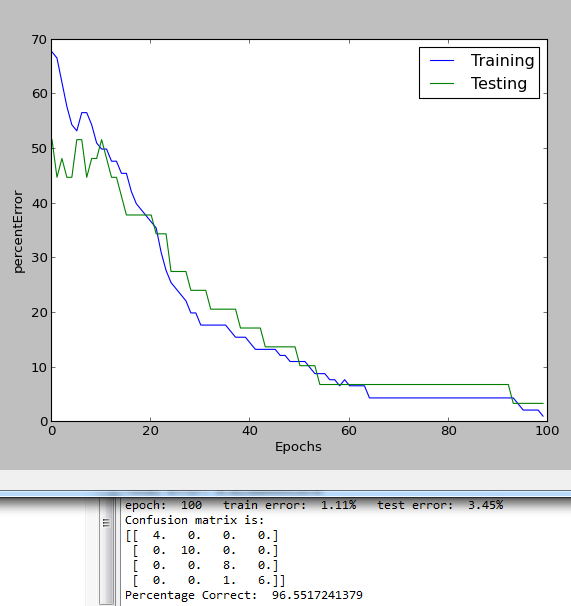 70
60
50
40
30
20
10
0
percentError
Training
Testing
0 20 40 60 80 100
Epochs
epoch:  100   train error:  1.11%   test error:  3.45%
Confusion matrix is:
[[  4.   0.   0.   0.]
 [  0.  10.   0.   0.]
 [  0.   0.   8.   0.]
 [  0.   0.   1.   6.]]
Percentage Correct:  96.5517241379